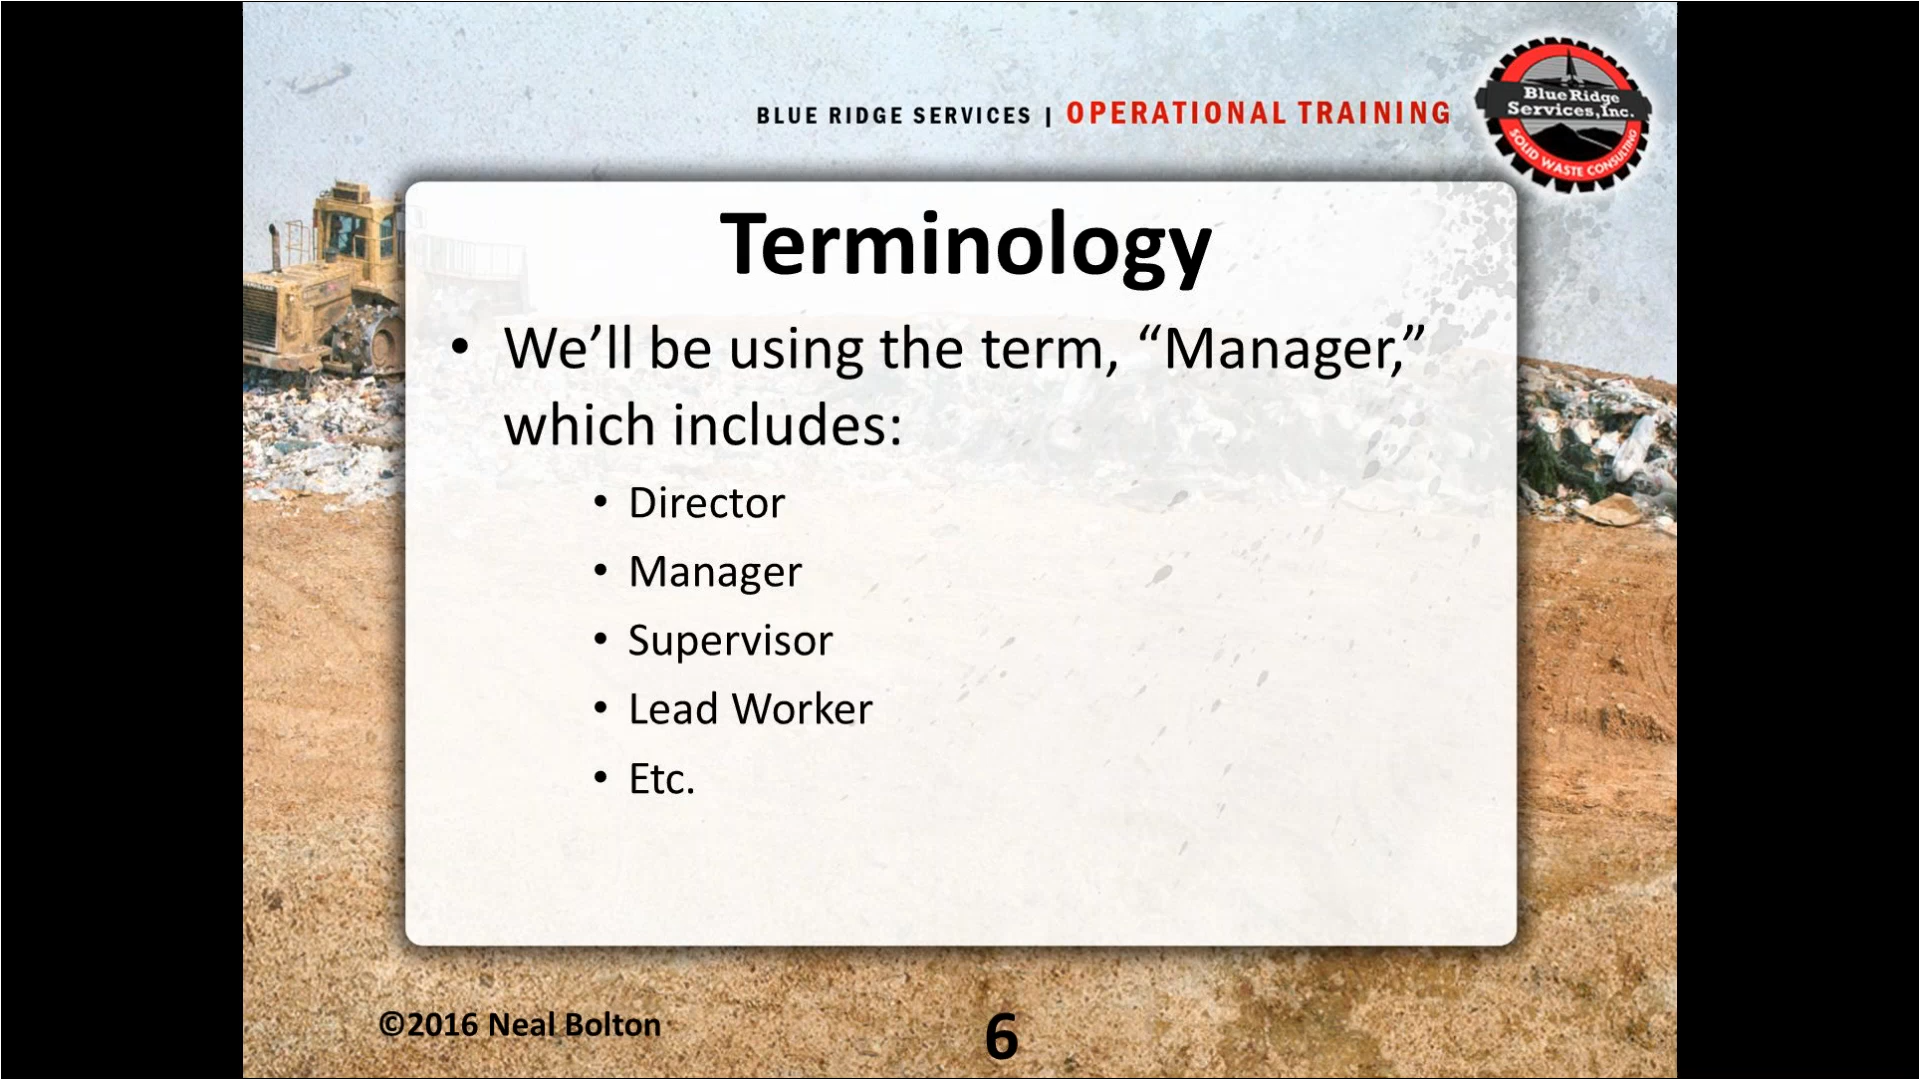 BLUE RIDGE SERVICES | OPERATIONAL TRAINING
Blue Ridge
Services, Inc.
SOLID WASTE CONSULTING
Terminology
• We’ll be using the term, “Manager,”
which includes:
• Director
• Manager
• Supervisor
• Lead Worker
• Etc.
©2016 Neal Bolton
6